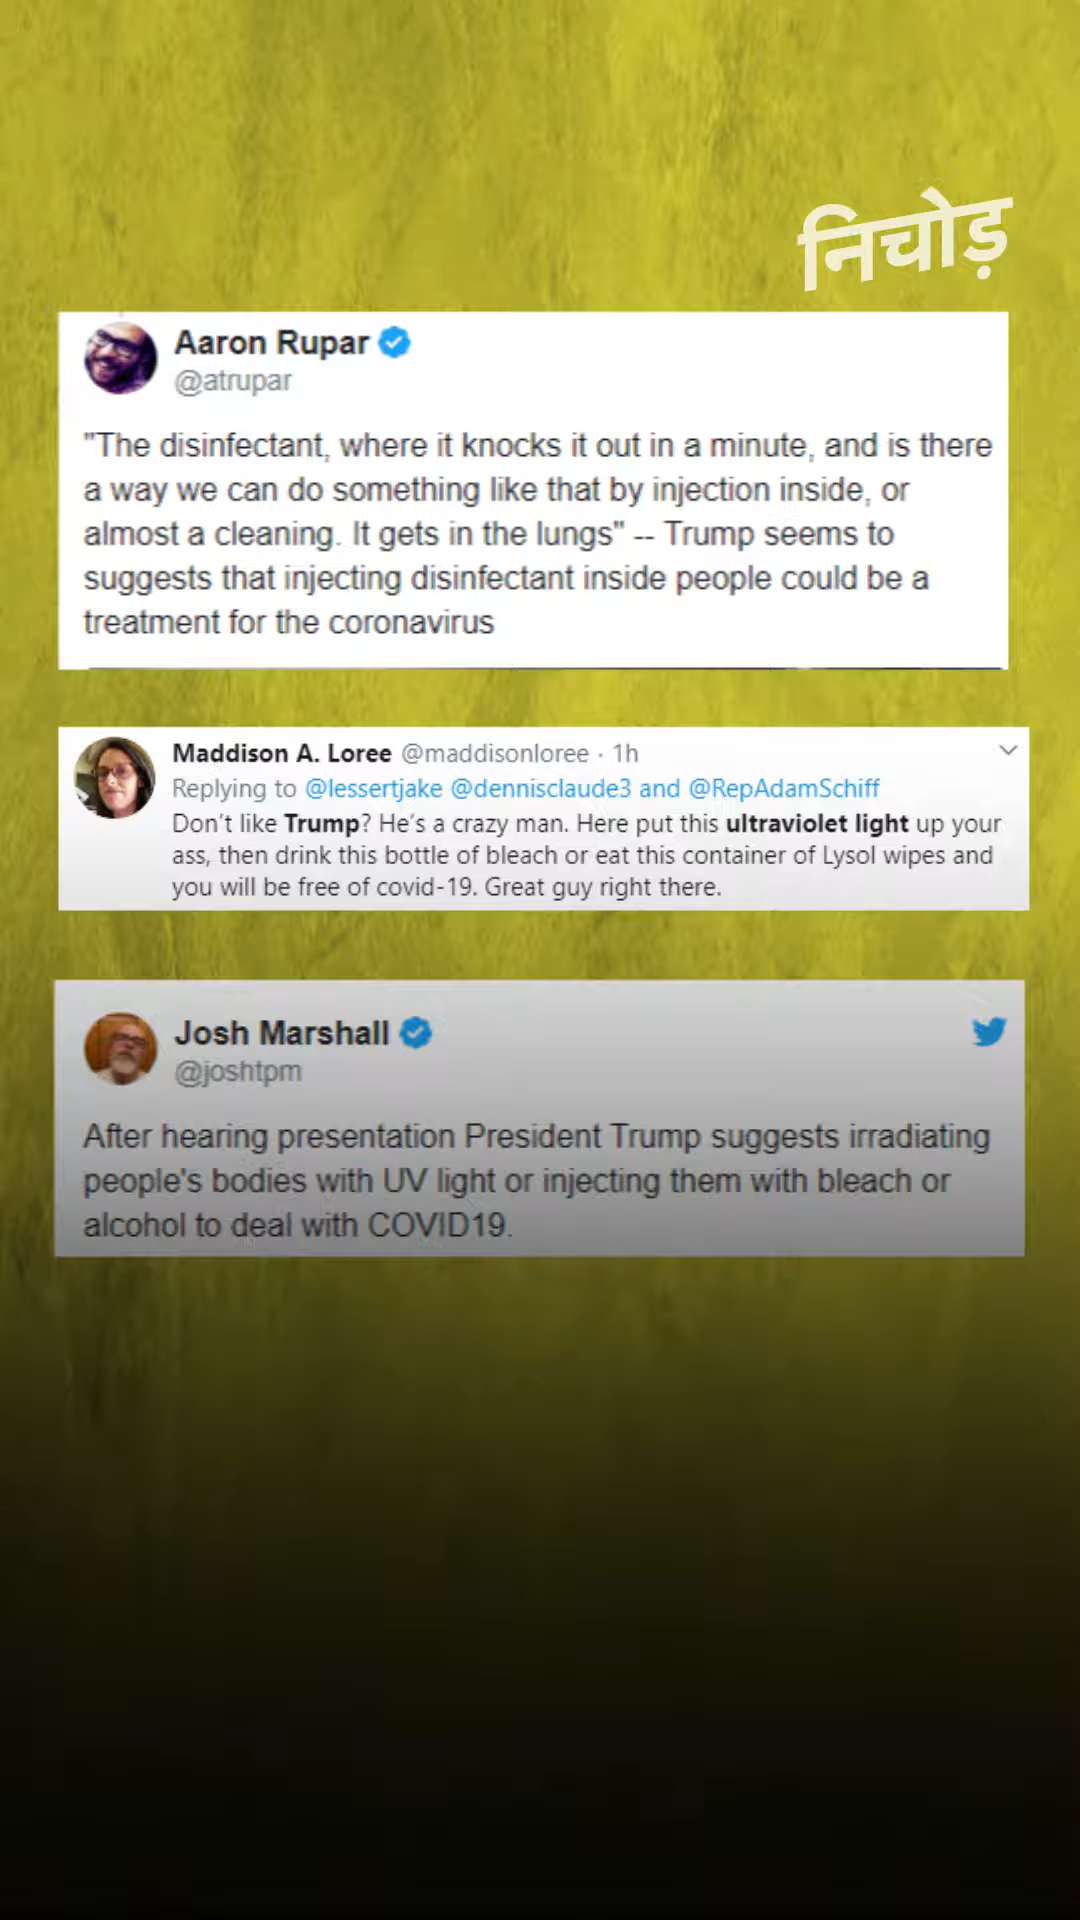 निचोड़
Aaron Rupar
@atrupar
"The disinfectant, where it knocks it out in a minute, and is there
a way we can do something like that by injection inside, or
almost a cleaning. It gets in the lungs" -- Trump seems to
suggests that injecting disinfectant inside people could be a
treatment for the coronavirus
Maddison A. Loree @maddisonloree · 1h
Replying to @lessertjake @dennisclaude3 and @RepAdamSchiff
Don't like Trump? He's a crazy man. Here put this ultraviolet light up your
ass, then drink this bottle of bleach or eat this container of Lysol wipes and
you will be free of covid-19. Great guy right there.
Josh Marshall
@joshtpm
After hearing presentation President Trump suggests irradiating
people's bodies with UV light or injecting them with bleach or
alcohol to deal with COVID19.